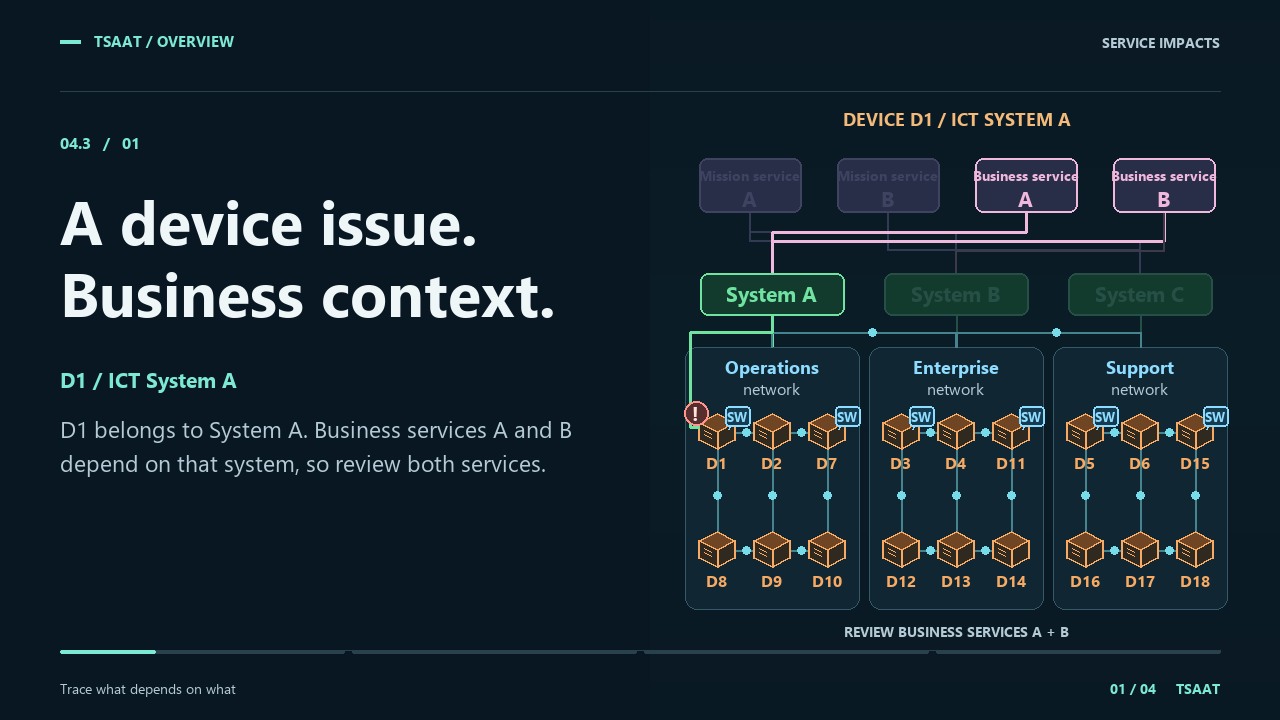 TSAAT / OVERVIEW
SERVICE IMPACTS
04.3 / 01
A device issue.
Business context.
D1 / ICT System A
D1 belongs to System A. Business services A and B
depend on that system, so review both services.
DEVICE D1 / ICT SYSTEM A
Mission service
A
Mission service
B
Business service
A
Business service
B
System A
System B
System C
Operations
network
Enterprise
network
Support
network
!
SW
SW
SW
SW
SW
SW
D1 D2 D7
D3 D4 D11
D5 D6 D15
D8 D9 D10
D12 D13 D14
D16 D17 D18
REVIEW BUSINESS SERVICES A + B
Trace what depends on what
01 / 04 TSAAT